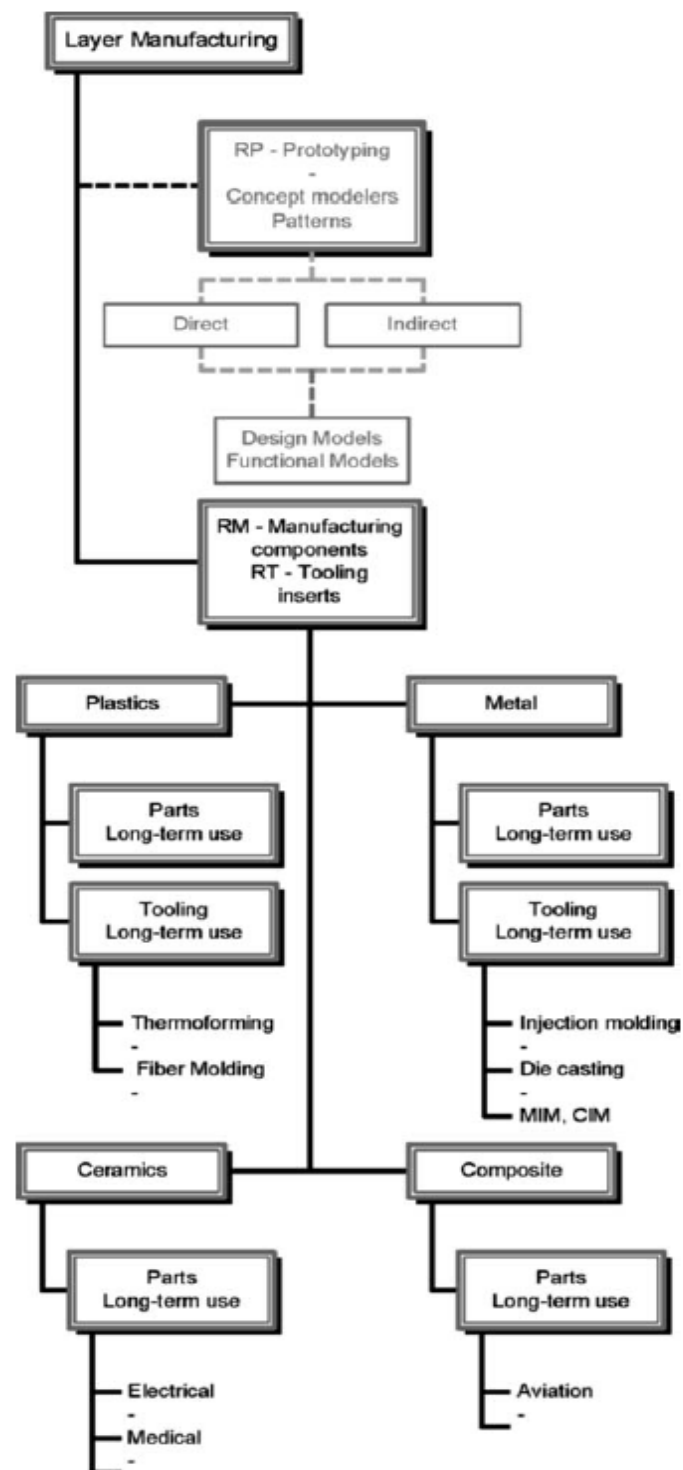 Layer Manufacturing
RP - Prototyping
-
Concept modelers
Patterns
Direct
Indirect
Design Models
Functional Models
RM - Manufacturing
components
RT - Tooling
inserts
Plastics
Metal
Parts
Long-term use
Parts
Long-term use
Tooling
Long-term use
Tooling
Long-term use
Thermoforming
-
Fiber Molding
-
Injection molding
-
Die casting
-
MIM, CIM
Ceramics
Composite
Parts
Long-term use
Parts
Long-term use
Electrical
-
Medical
-
Aviation
-